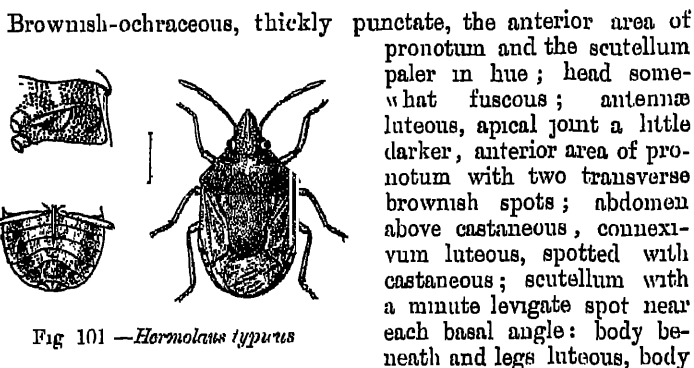 Brownish-ochraceous, thickly punctate, the anterior area of
pronotum and the scutellum
paler in hue ; head some-
what fuscous ; antennæ
luteous, apical joint a little
darker, anterior area of pro-
notum with two transverse
brownish spots ; abdomen
above castaneous , connexi-
vum luteous, spotted with
castaneous ; scutellum with
a minute levigate spot near
each basal angle : body be-
neath and legs luteous, body
Fig 101 —Hermolaus typicus